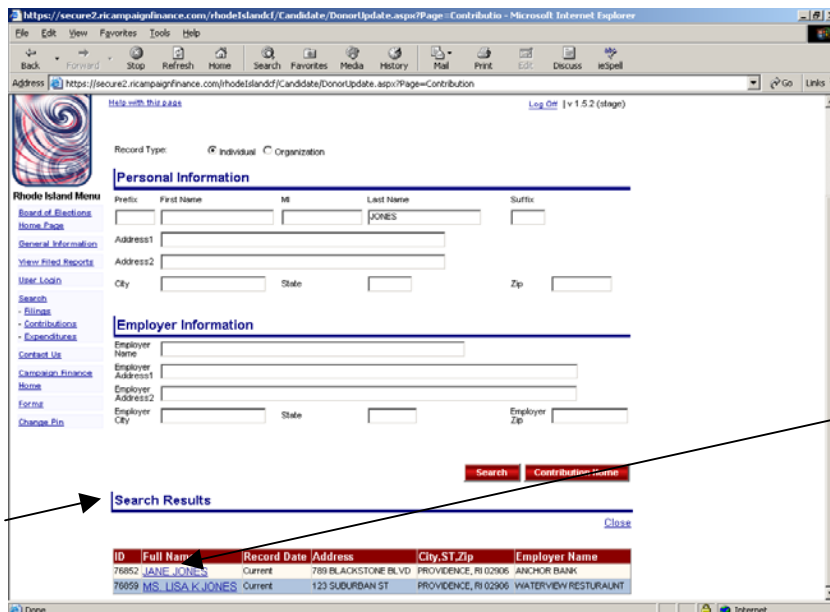 https://secure2.ricampaignfinance.com/rhodeIslandcf/Candidate/DonorUpdate.aspx?Page=Contributio - Microsoft Internet Explorer
File Edit View Favorites Tools Help
Back Forward Stop Refresh Home Search Favorites Media History Mail Print Edit Discuss ieSpell
Address https://secure2.ricampaignfinance.com/rhodeIslandcf/Candidate/DonorUpdate.aspx?Page=Contribution Go Links
Help with this page Log Off | v 1.5.2 (stage)
Record Type: Individual Organization
Personal Information
Rhode Island Menu
Board of Elections
Home Page
General Information
View Filed Reports
User Login
Search
- Filings
- Contributions
- Expenditures
Contact Us
Campaign Finance
Home
Forms
Change Pin
Prefix First Name MI Last Name Suffix
JONES
Address1
Address2
City State Zip
Employer Information
Employer
Name
Employer
Address1
Employer
Address2
Employer
City State Employer
Zip
Search Contribution Home
Search Results
Close
ID Full Name Record Date Address City,ST,Zip Employer Name
76852 JANE JONES Current 789 BLACKSTONE BLVD PROVIDENCE, RI 02906 ANCHOR BANK
76059 MS. LISA K JONES Current 123 SUBURBAN ST PROVIDENCE, RI 02906 WATERVIEW RESTURAUNT
Done Internet